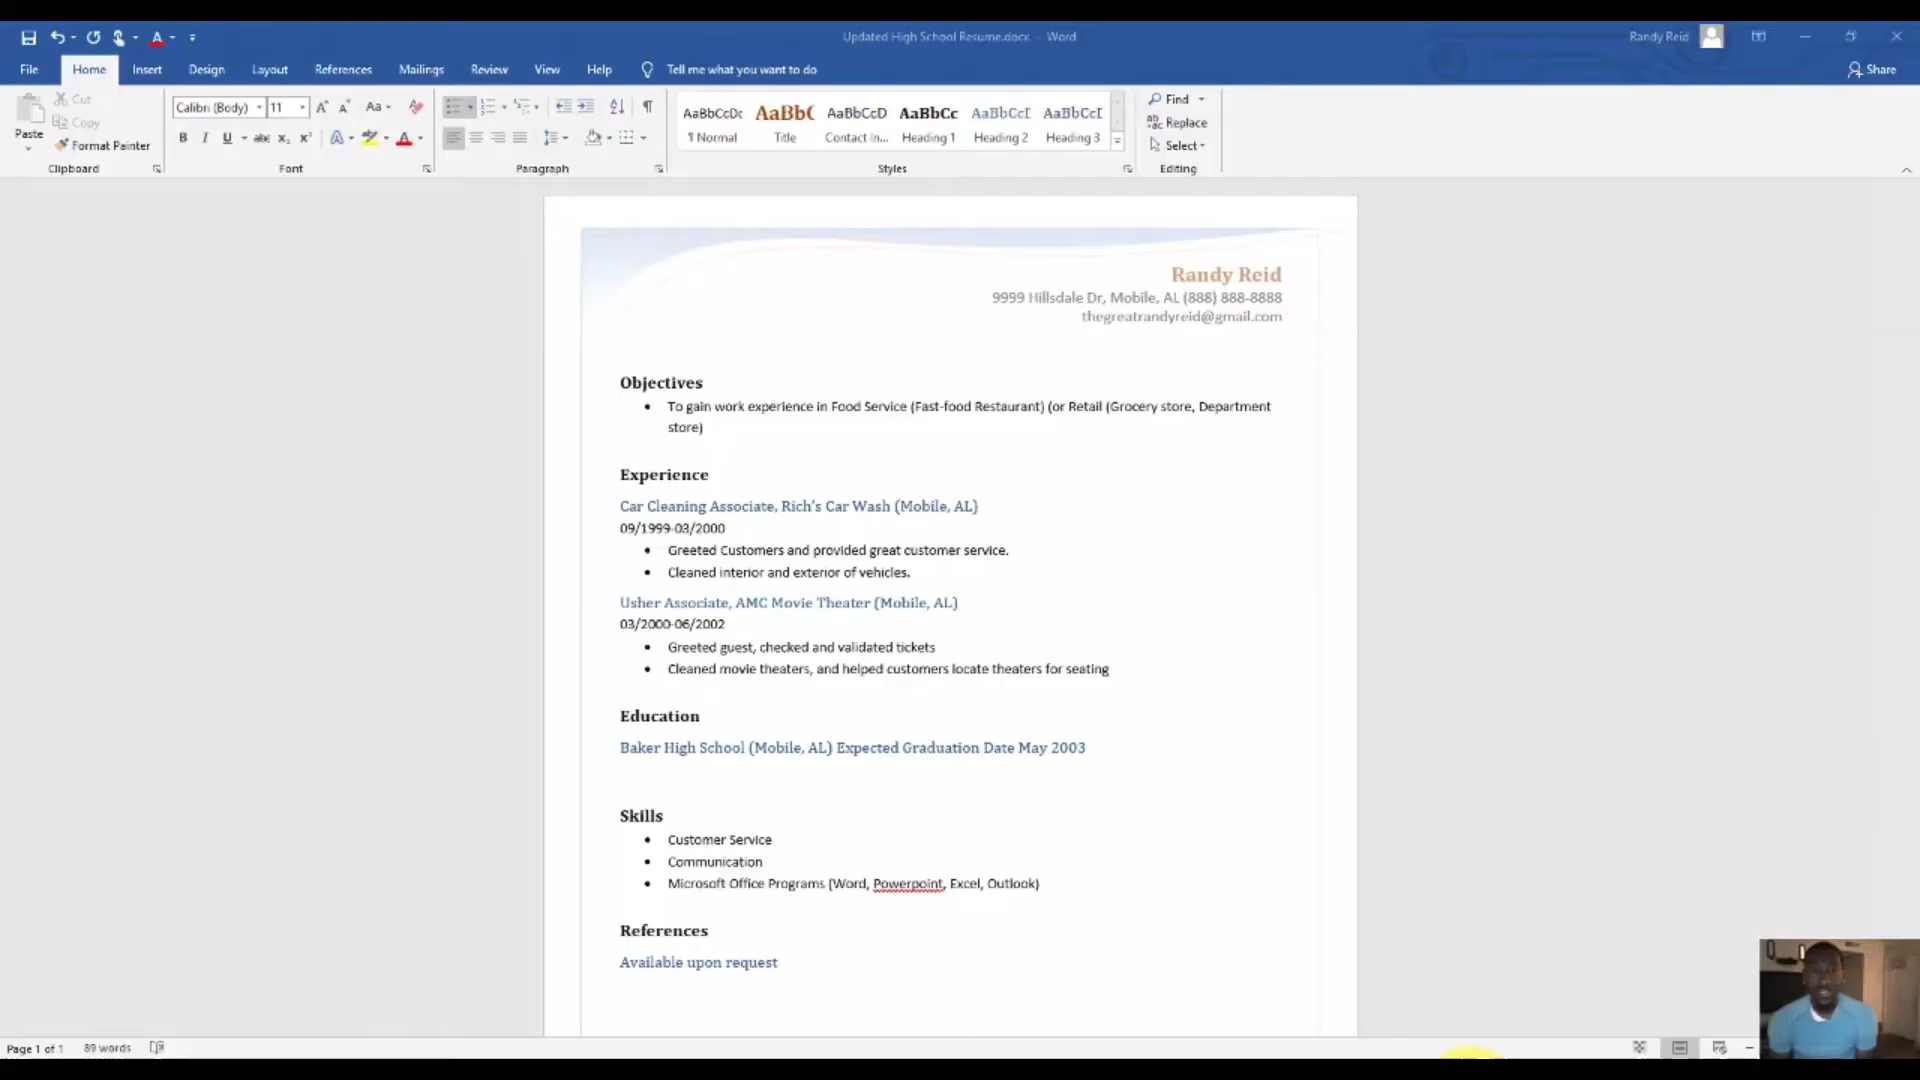 Updated High School Resume.docx - Word
Randy Reid
File Home Insert Design Layout References Mailings Review View Help Tell me what you want to do
Share
Cut
Copy
Paste
Format Painter
Clipboard
Calibri (Body) 11
Font
Paragraph
AaBbCcDc AaBb( AaBbCcD AaBbCc AaBbCcI AaBbCcI
¶ Normal Title Contact In... Heading 1 Heading 2 Heading 3
Styles
Find
Replace
Select
Editing
Randy Reid
9999 Hillsdale Dr, Mobile, AL (888) 888-8888
thegreatrandyreid@gmail.com
Objectives
• To gain work experience in Food Service (Fast-food Restaurant) (or Retail (Grocery store, Department
store)
Experience
Car Cleaning Associate, Rich's Car Wash (Mobile, AL)
09/1999-03/2000
• Greeted Customers and provided great customer service.
• Cleaned interior and exterior of vehicles.
Usher Associate, AMC Movie Theater (Mobile, AL)
03/2000-06/2002
• Greeted guest, checked and validated tickets
• Cleaned movie theaters, and helped customers locate theaters for seating
Education
Baker High School (Mobile, AL) Expected Graduation Date May 2003
Skills
• Customer Service
• Communication
• Microsoft Office Programs (Word, Powerpoint, Excel, Outlook)
References
Available upon request
Page 1 of 1 89 words